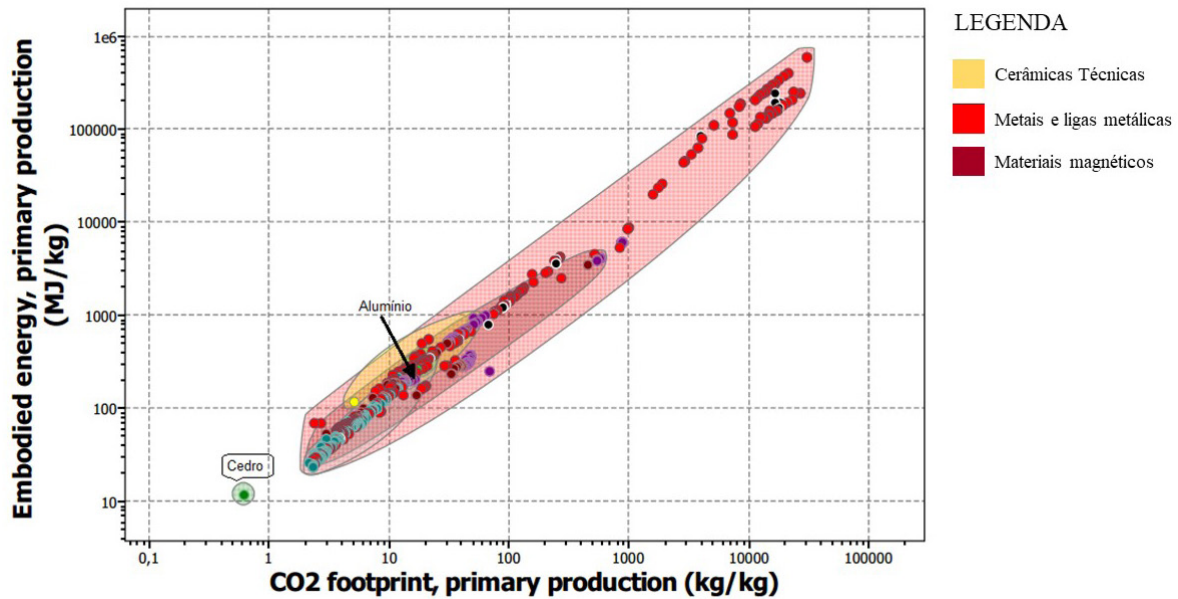 Embodied energy, primary production
(MJ/kg)
1e6
100000
10000
1000
100
10
Alumínio
Cedro
0,1
1
10
100
1000
10000
100000
CO2 footprint, primary production (kg/kg)
LEGENDA
Cerâmicas Técnicas
Metais e ligas metálicas
Materiais magnéticos